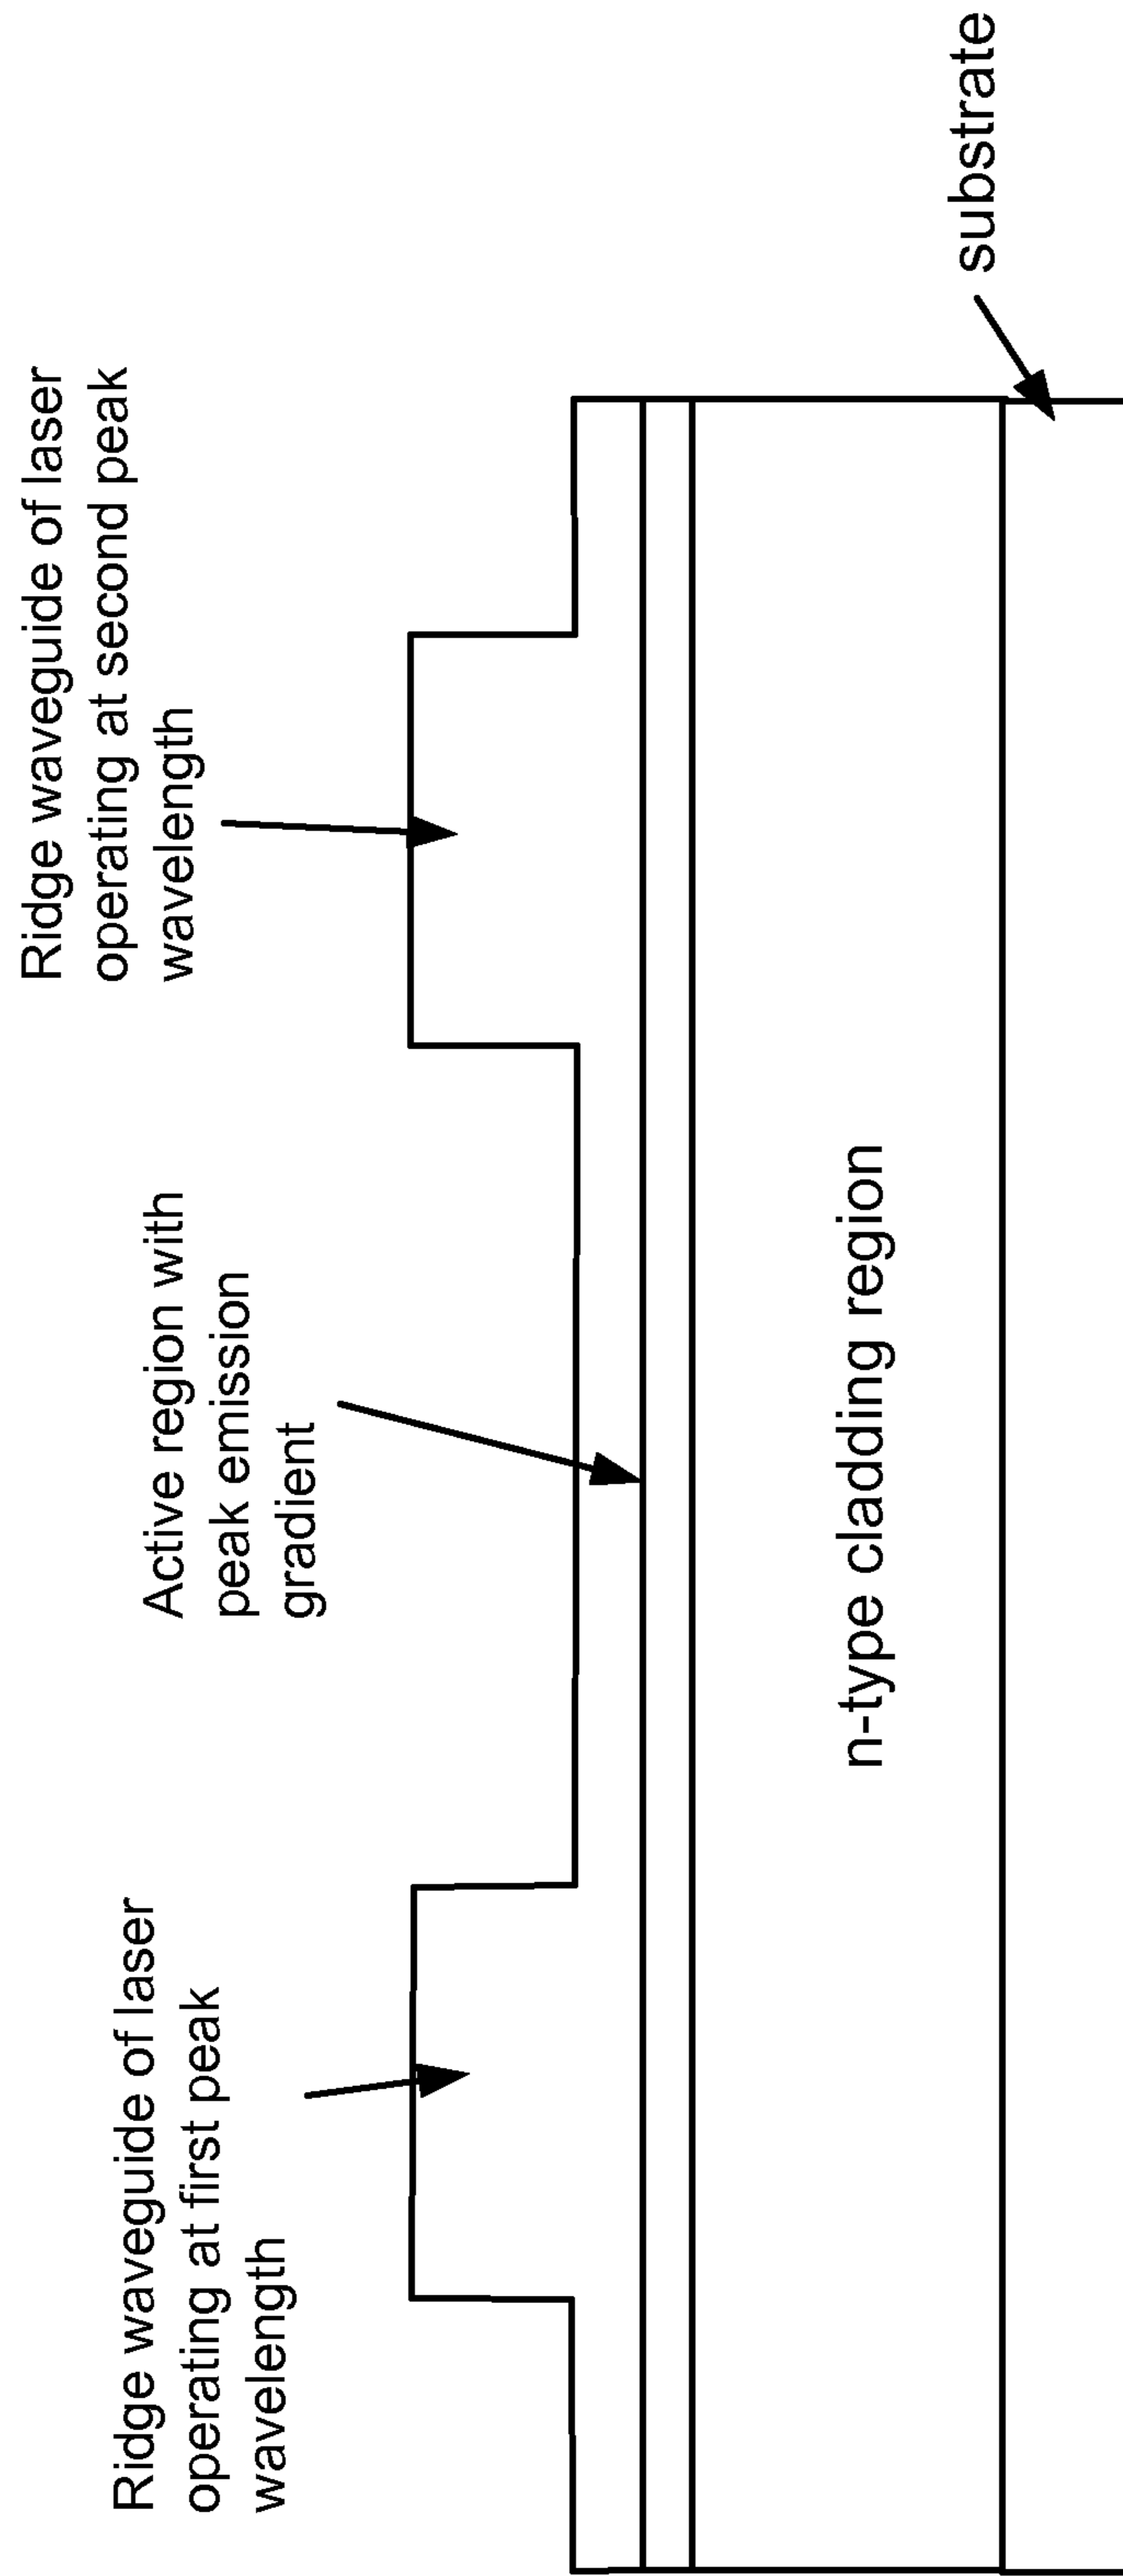 Ridge waveguide of laser
operating at first peak
wavelength
Active region with
peak emission
gradient
Ridge waveguide of laser
operating at second peak
wavelength
n-type cladding region
substrate